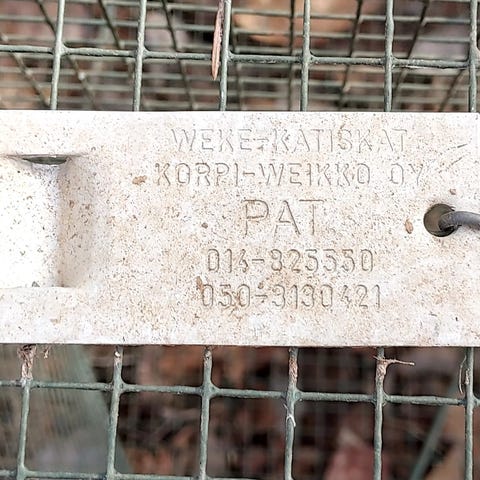 WEKE-KATISKAT
KORPI-WEIKKO OY
PAT.
014-825550
050-3130421